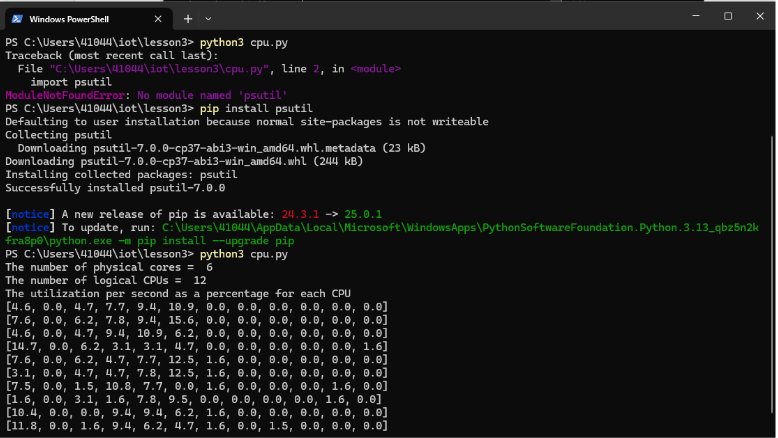 Windows PowerShell
PS C:\Users\41044\iot\lesson3> python3 cpu.py
Traceback (most recent call last):
  File "C:\Users\41044\iot\lesson3\cpu.py", line 2, in <module>
    import psutil
ModuleNotFoundError: No module named 'psutil'
PS C:\Users\41044\iot\lesson3> pip install psutil
Defaulting to user installation because normal site-packages is not writeable
Collecting psutil
  Downloading psutil-7.0.0-cp37-abi3-win_amd64.whl.metadata (23 kB)
Downloading psutil-7.0.0-cp37-abi3-win_amd64.whl (244 kB)
Installing collected packages: psutil
Successfully installed psutil-7.0.0
[notice] A new release of pip is available: 24.3.1 -> 25.0.1
[notice] To update, run: C:\Users\41044\AppData\Local\Microsoft\WindowsApps\PythonSoftwareFoundation.Python.3.13_qbz5n2k
fra8p0\python.exe -m pip install --upgrade pip
PS C:\Users\41044\iot\lesson3> python3 cpu.py
The number of physical cores =  6
The number of logical CPUs =  12
The utilization per second as a percentage for each CPU
[4.6, 0.0, 4.7, 7.7, 9.4, 10.9, 0.0, 0.0, 0.0, 0.0, 0.0, 0.0]
[7.6, 0.0, 6.2, 7.8, 9.4, 15.6, 0.0, 0.0, 0.0, 0.0, 0.0, 0.0]
[4.6, 0.0, 4.7, 9.4, 10.9, 6.2, 0.0, 0.0, 0.0, 0.0, 0.0, 0.0]
[14.7, 0.0, 6.2, 3.1, 3.1, 4.7, 0.0, 0.0, 0.0, 0.0, 0.0, 1.6]
[7.6, 0.0, 6.2, 4.7, 7.7, 12.5, 1.6, 0.0, 0.0, 0.0, 0.0, 0.0]
[3.1, 0.0, 4.7, 4.7, 7.8, 12.5, 1.6, 0.0, 0.0, 0.0, 0.0, 0.0]
[7.5, 0.0, 1.5, 10.8, 7.7, 0.0, 1.6, 0.0, 0.0, 0.0, 1.6, 0.0]
[1.6, 0.0, 3.1, 1.6, 7.8, 9.5, 0.0, 0.0, 0.0, 0.0, 1.6, 0.0]
[10.4, 0.0, 0.0, 9.4, 9.4, 6.2, 1.6, 0.0, 0.0, 0.0, 0.0, 0.0]
[11.8, 0.0, 1.6, 9.4, 6.2, 4.7, 1.6, 0.0, 1.5, 0.0, 0.0, 0.0]